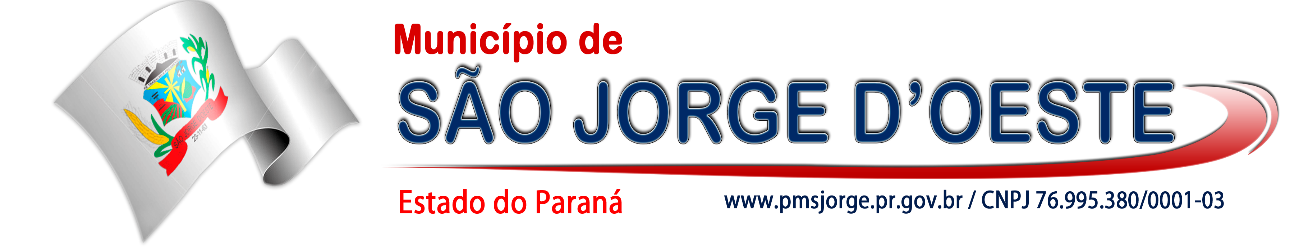 Município de
SÃO JORGE D'OESTE
Estado do Paraná
www.pmsjorge.pr.gov.br / CNPJ 76.995.380/0001-03